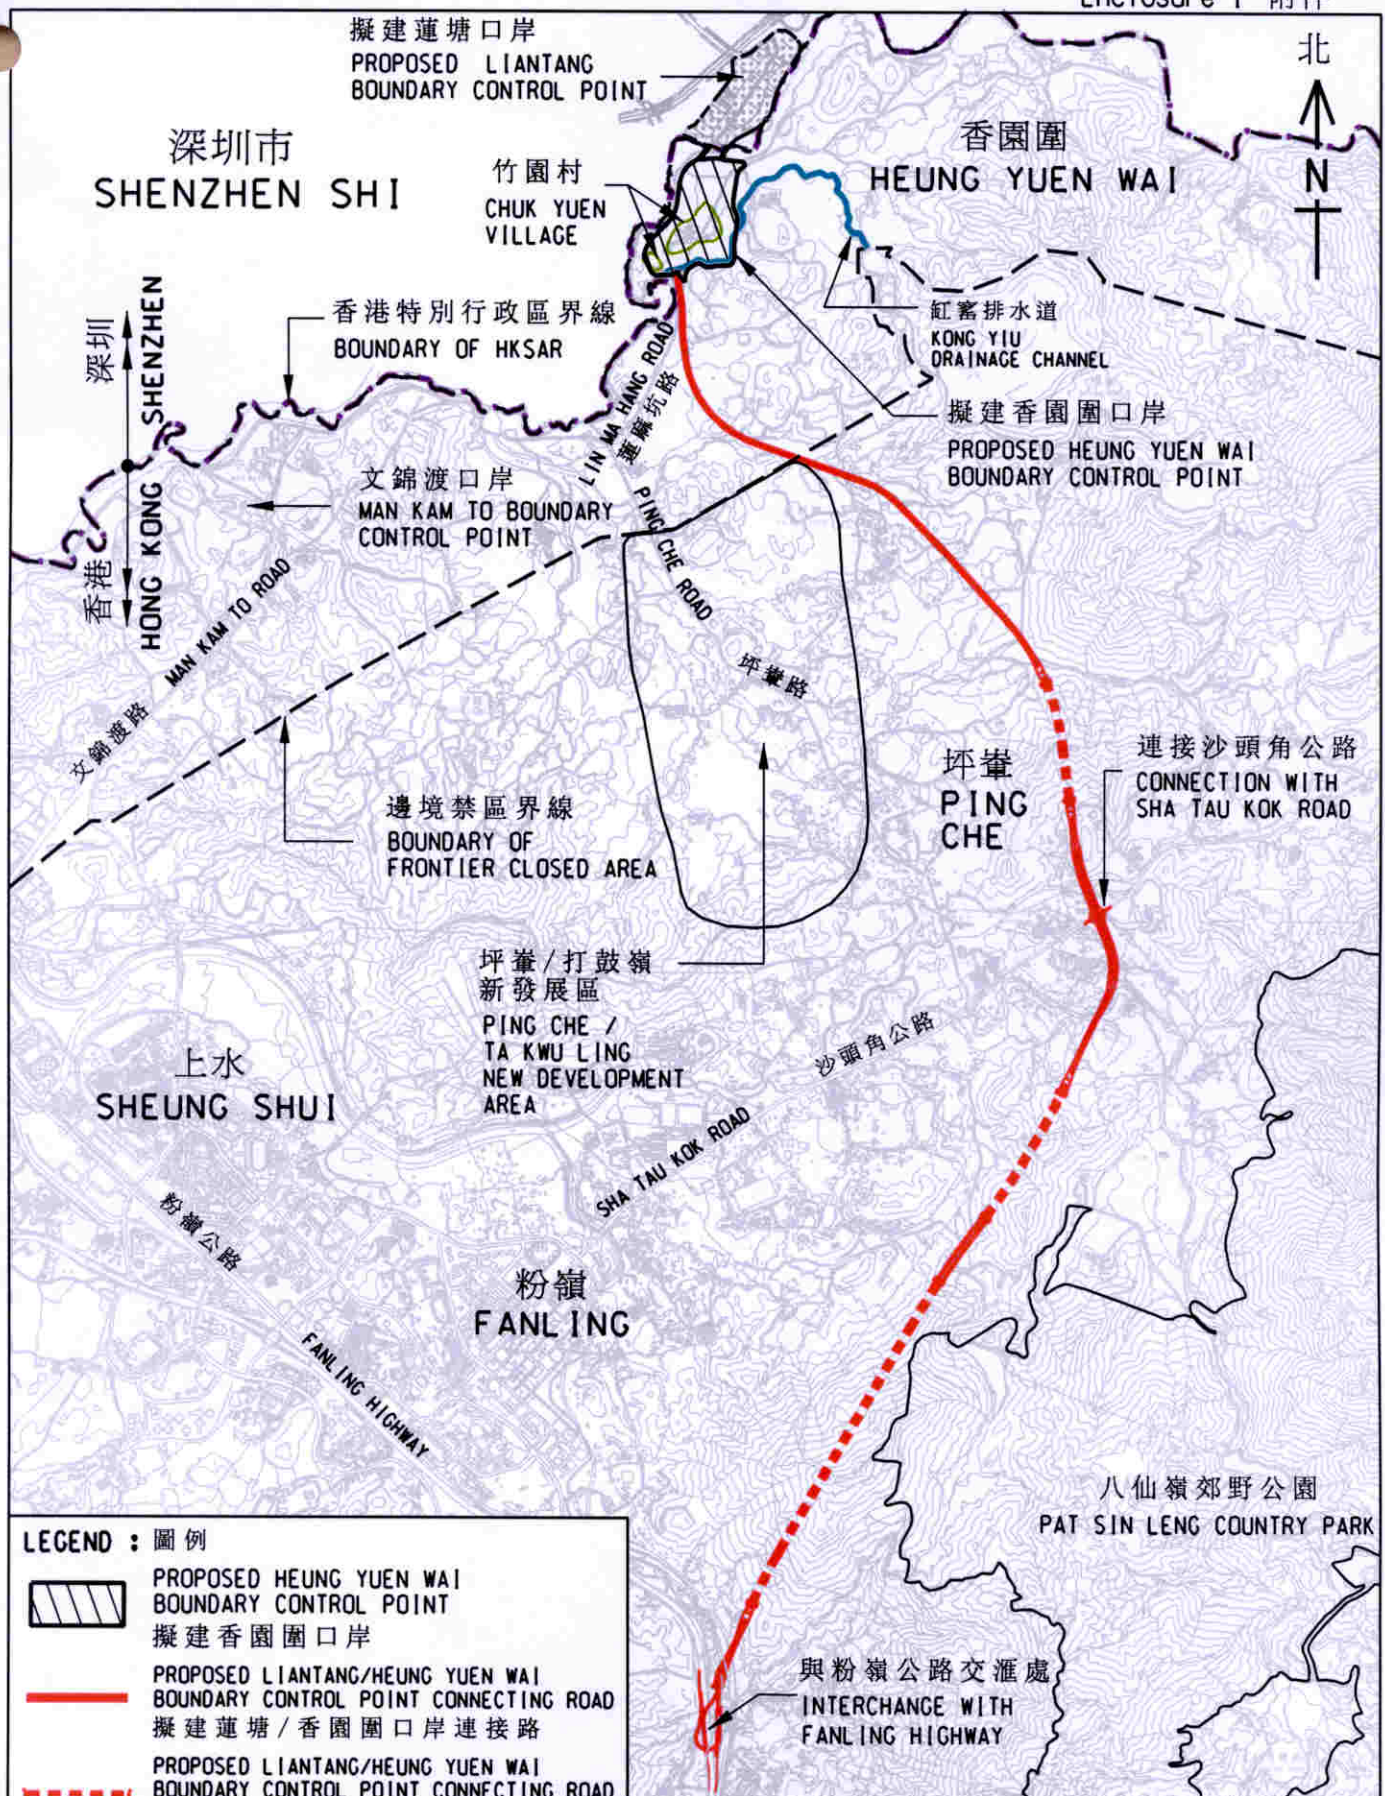 Enclosure 1 附件
擬建蓮塘口岸
PROPOSED LIANTANG
BOUNDARY CONTROL POINT
北
N
深圳市
SHENZHEN SHI
香園圍
HEUNG YUEN WAI
竹園村
CHUK YUEN
VILLAGE
缸窰排水道
KONG YIU
DRAINAGE CHANNEL
深圳
SHENZHEN
香港
HONG KONG
香港特別行政區界線
BOUNDARY OF HKSAR
LIN MA HANG ROAD
蓮麻坑路
擬建香園圍口岸
PROPOSED HEUNG YUEN WAI
BOUNDARY CONTROL POINT
文錦渡口岸
MAN KAM TO BOUNDARY
CONTROL POINT
PING CHE ROAD
坪輋路
文錦渡路
MAN KAM TO ROAD
邊境禁區界線
BOUNDARY OF
FRONTIER CLOSED AREA
坪輋
PING
CHE
連接沙頭角公路
CONNECTION WITH
SHA TAU KOK ROAD
坪輋/打鼓嶺
新發展區
PING CHE /
TA KWU LING
NEW DEVELOPMENT
AREA
上水
SHEUNG SHUI
沙頭角公路
SHA TAU KOK ROAD
粉嶺公路
FANLING HIGHWAY
粉嶺
FANLING
八仙嶺郊野公園
PAT SIN LENG COUNTRY PARK
與粉嶺公路交滙處
INTERCHANGE WITH
FANLING HIGHWAY
LEGEND : 圖例
PROPOSED HEUNG YUEN WAI
BOUNDARY CONTROL POINT
擬建香園圍口岸
PROPOSED LIANTANG/HEUNG YUEN WAI
BOUNDARY CONTROL POINT CONNECTING ROAD
擬建蓮塘/香園圍口岸連接路
PROPOSED LIANTANG/HEUNG YUEN WAI
BOUNDARY CONTROL POINT CONNECTING ROAD